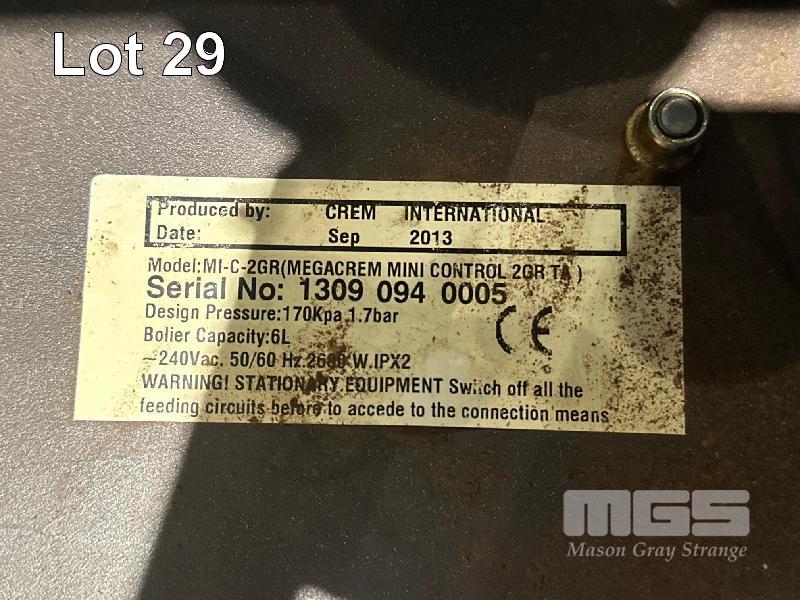 Lot 29
Produced by: CREM INTERNATIONAL
Date: Sep 2013
Model:MI-C-2GR(MEGACREM MINI CONTROL 2GR TA )
Serial No: 1309 094 0005
Design Pressure:170Kpa 1.7bar
Bolier Capacity:6L
CE
~240Vac. 50/60 Hz. W.IPX2
WARNING! STATIONARY EQUIPMENT Switch off all the
feeding circuits before to accede to the connection means
MGS
Mason Gray Strange